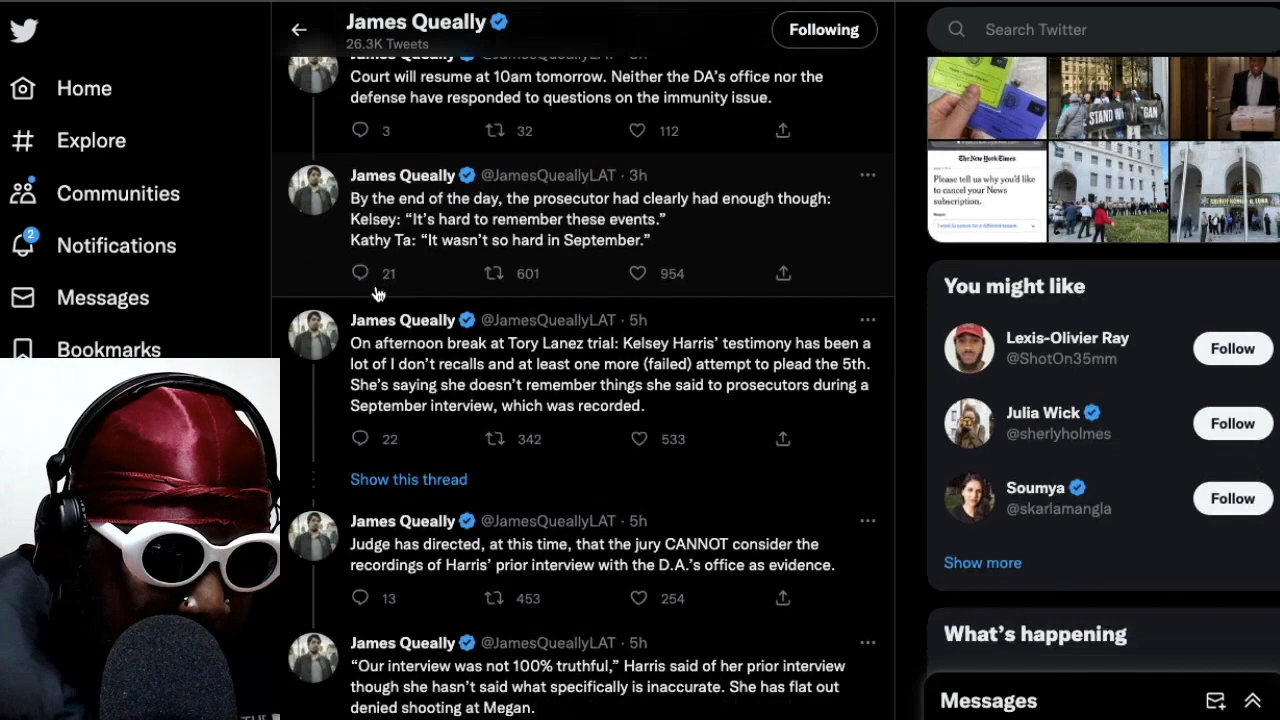 James Queally
26.3K Tweets
Following
Search Twitter
Home
Explore
Communities
2
Notifications
Messages
Bookmarks
James Queally
Court will resume at 10am tomorrow. Neither the DA's office nor the
defense have responded to questions on the immunity issue.
3 32 112
James Queally @JamesQueallyLAT · 3h
By the end of the day, the prosecutor had clearly had enough though:
Kelsey: “It’s hard to remember these events.”
Kathy Ta: “It wasn’t so hard in September.”
21 601 954
James Queally @JamesQueallyLAT · 5h
On afternoon break at Tory Lanez trial: Kelsey Harris’ testimony has been a
lot of I don’t recalls and at least one more (failed) attempt to plead the 5th.
She’s saying she doesn’t remember things she said to prosecutors during a
September interview, which was recorded.
22 342 533
Show this thread
James Queally @JamesQueallyLAT · 5h
Judge has directed, at this time, that the jury CANNOT consider the
recordings of Harris’ prior interview with the D.A.’s office as evidence.
13 453 254
James Queally @JamesQueallyLAT · 5h
“Our interview was not 100% truthful,” Harris said of her prior interview
though she hasn’t said what specifically is inaccurate. She has flat out
denied shooting at Megan.
STAND
The New York Times
Please tell us why you’d like
to cancel your News
subscription.
You might like
Lexis-Olivier Ray
@ShotOn35mm
Follow
Julia Wick
@sherlyholmes
Follow
Soumya
@skarlamangla
Follow
Show more
What’s happening
Messages